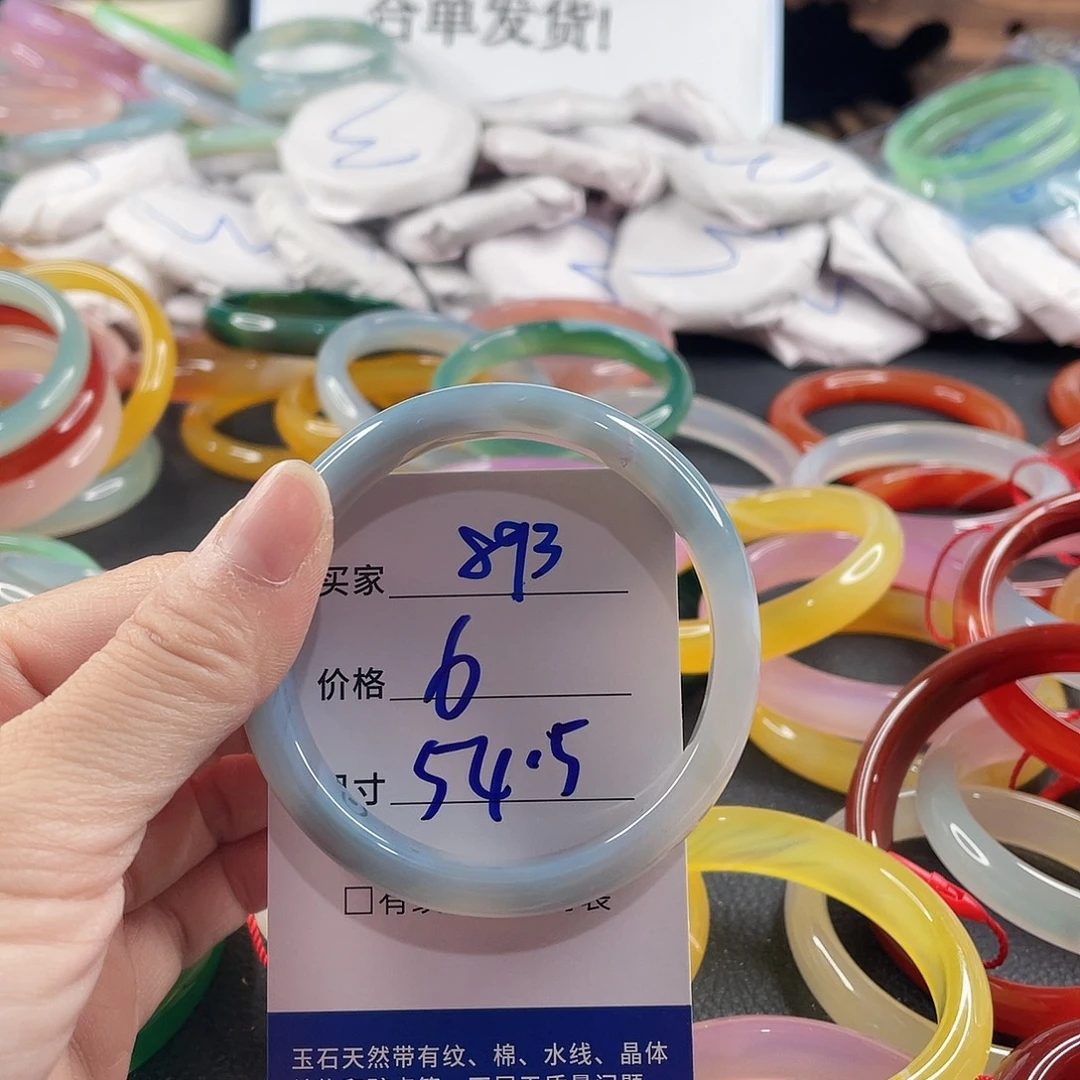 合单发货!
买家 893
价格 6
寸 54.5
□有
玉石天然带有纹、棉、水线、晶体